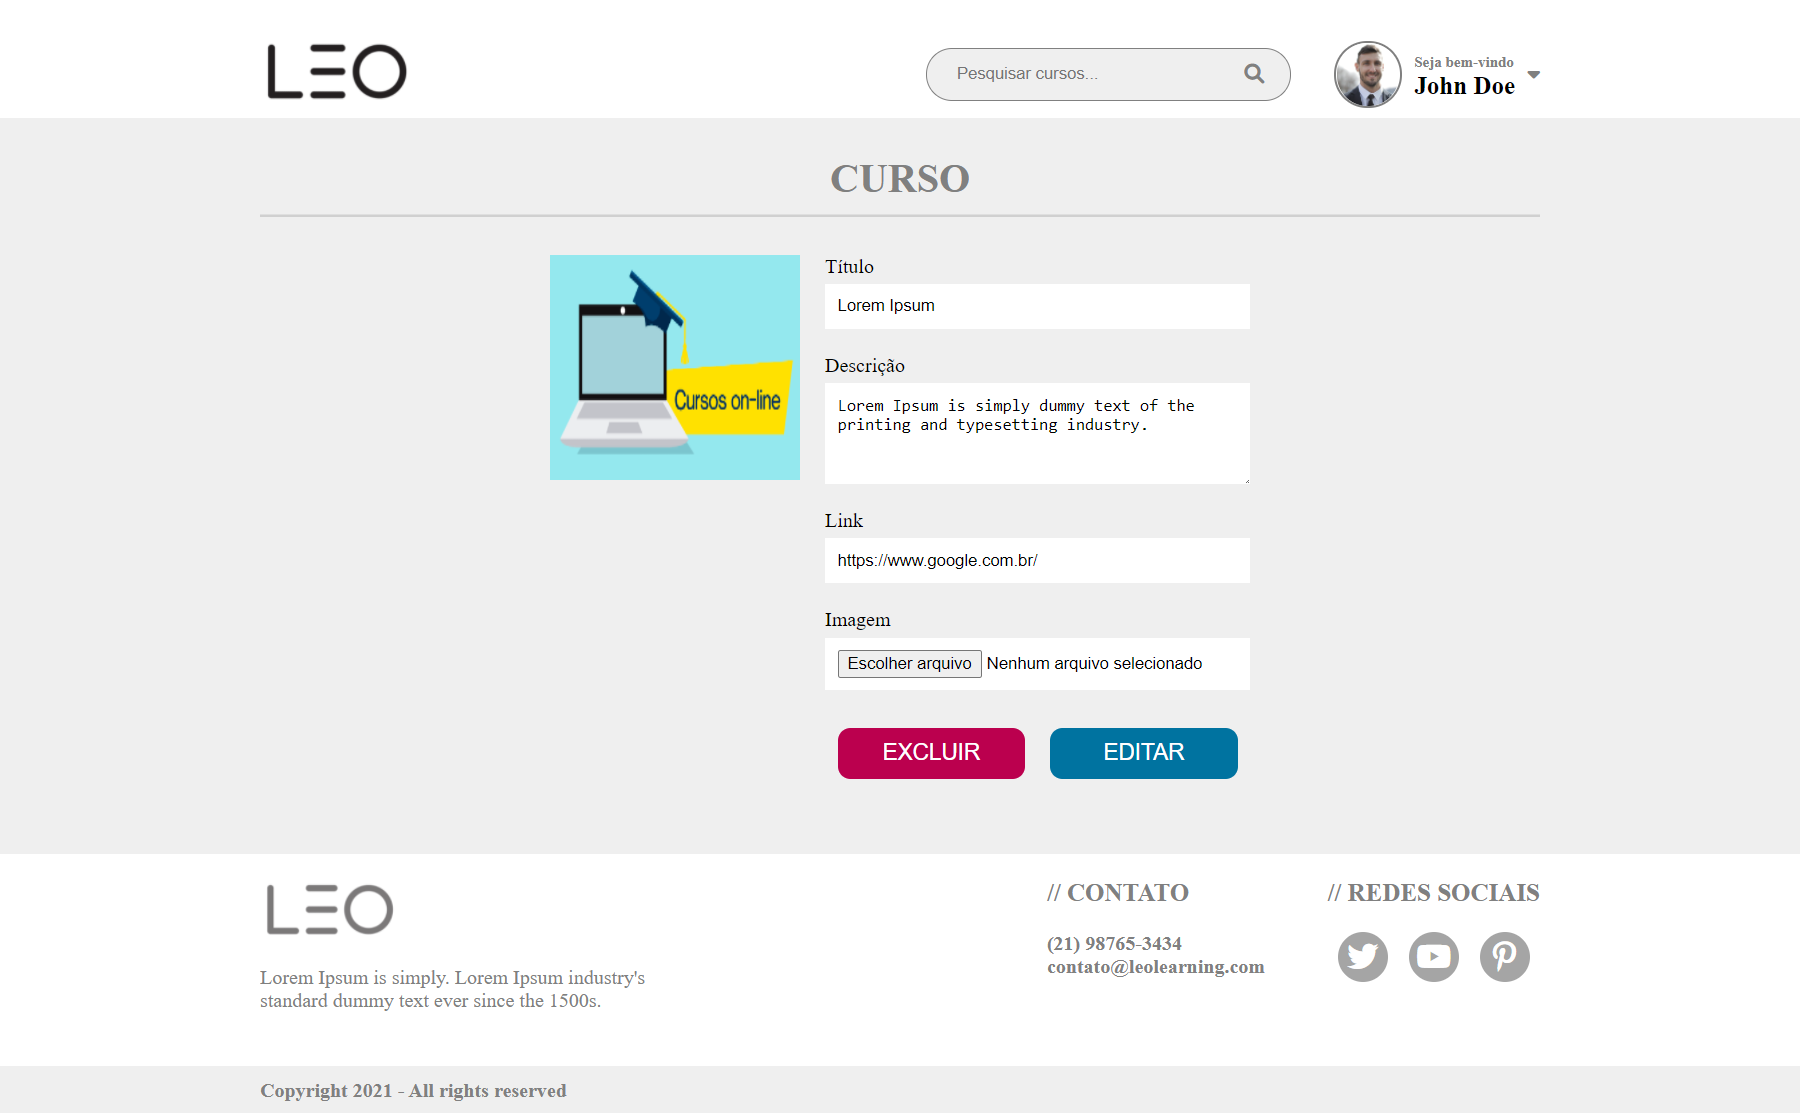 LEO
Pesquisar cursos...
Seja bem-vindo
John Doe
CURSO
Cursos on-line
Título
Lorem Ipsum
Descrição
Lorem Ipsum is simply dummy text of the
printing and typesetting industry.
Link
https://www.google.com.br/
Imagem
Escolher arquivo Nenhum arquivo selecionado
EXCLUIR
EDITAR
LEO
Lorem Ipsum is simply. Lorem Ipsum industry's
standard dummy text ever since the 1500s.
// CONTATO
(21) 98765-3434
contato@leolearning.com
// REDES SOCIAIS
Copyright 2021 - All rights reserved